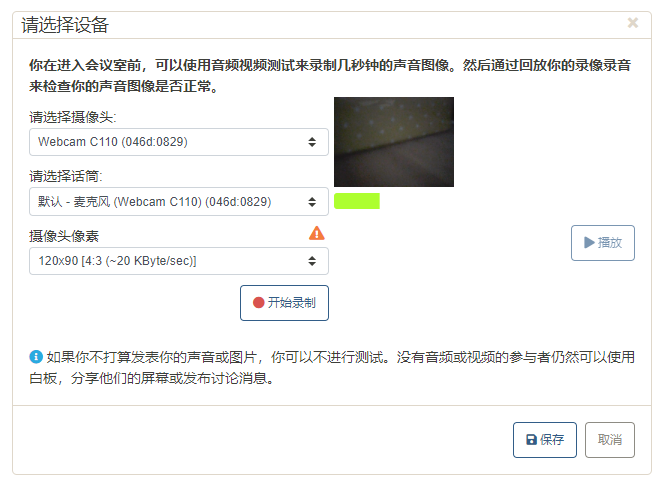 请选择设备
×
你在进入会议室前，可以使用音频视频测试来录制几秒钟的声音图像。然后通过回放你的录像录音
来检查你的声音图像是否正常。
请选择摄像头:
Webcam C110 (046d:0829)
请选择话筒:
默认 - 麦克风 (Webcam C110) (046d:0829)
摄像头像素
120x90 [4:3 (~20 KByte/sec)]
播放
开始录制
如果你不打算发表你的声音或图片，你可以不进行测试。没有音频或视频的参与者仍然可以使用
白板，分享他们的屏幕或发布讨论消息。
保存
取消